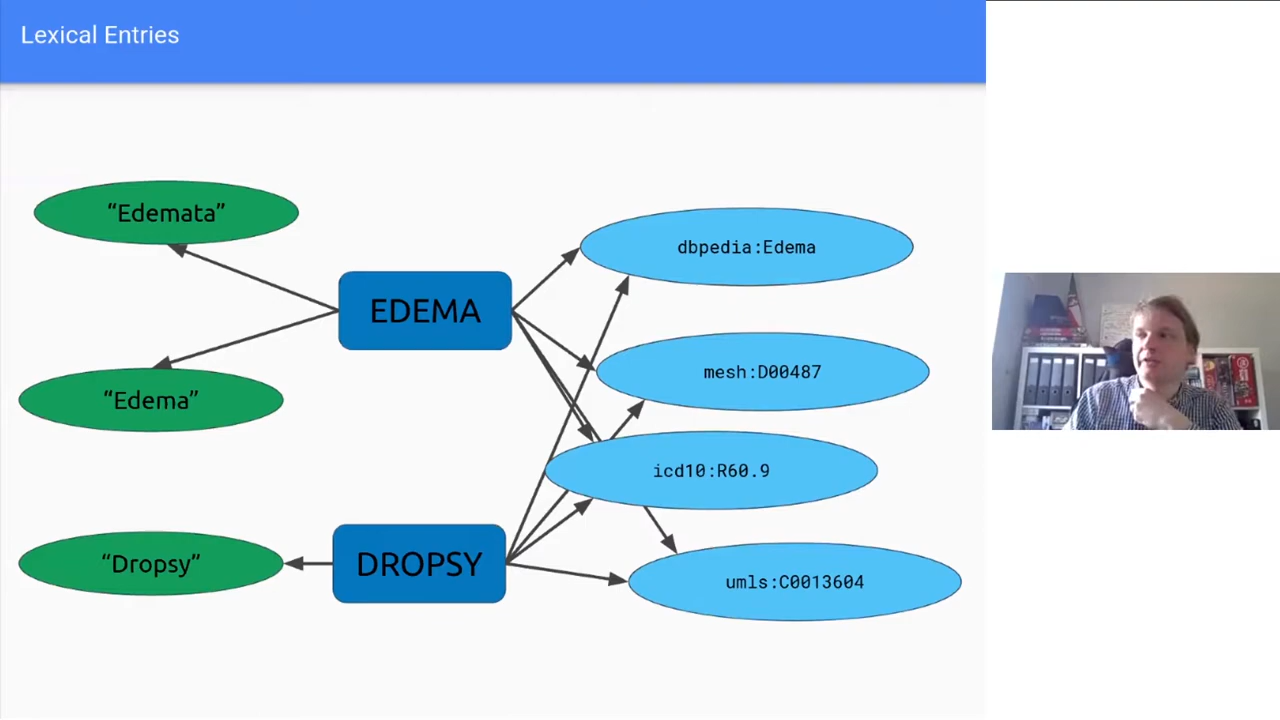 Lexical Entries
“Edemata”
dbpedia:Edema
EDEMA
mesh:D00487
“Edema”
icd10:R60.9
“Dropsy”
DROPSY
umls:C0013604